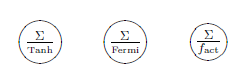 Σ Σ Σ
Tanh Fermi f_act